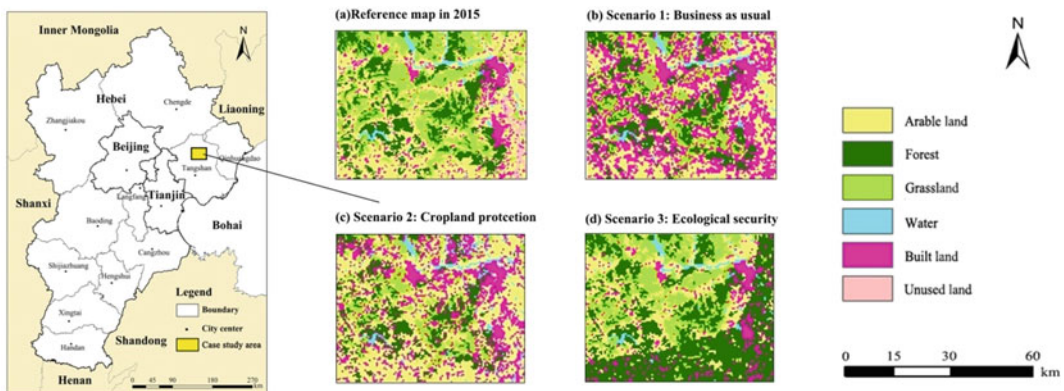 Inner Mongolia
N
Hebei
Chengde
Zhangjiakou
Liaoning
Beijing
Qinhuangdao
Tangshan
Langfang
Tianjin
Shanxi
Baoding
Bohai
Cangzhou
Shijiazhuang
Hengshui
Legend
Boundary
Xingtai
City center
Shandong
Case study area
Handan
Henan
0 45 90 180 270
km
(a)Reference map in 2015
(b) Scenario 1: Business as usual
(c) Scenario 2: Cropland protcetion
(d) Scenario 3: Ecological security
N
Arable land
Forest
Grassland
Water
Built land
Unused land
0 15 30 60
km